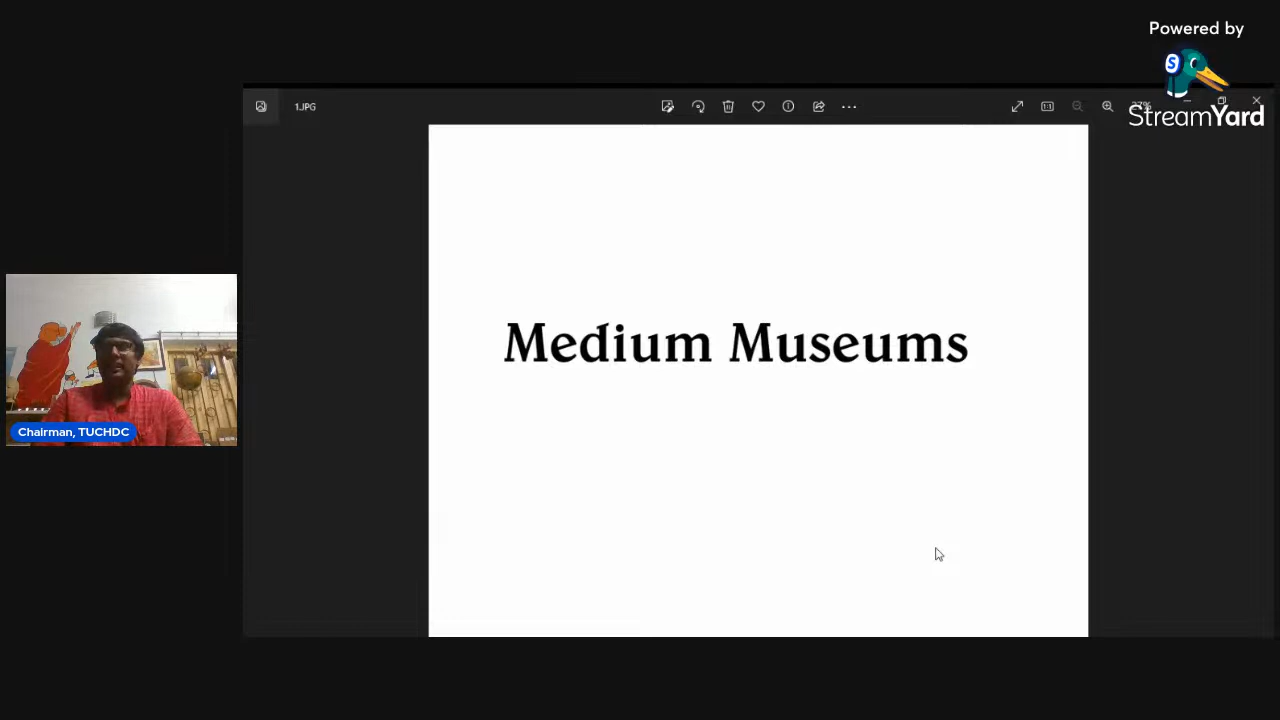 Powered by
StreamYard
1.JPG
Medium Museums
Chairman, TUCHDC